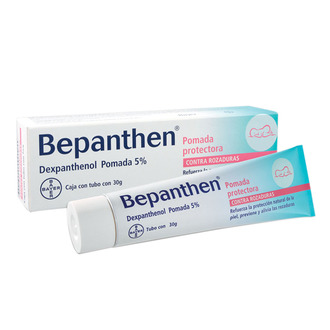 Bepanthen®
Dexpanthenol Pomada 5%
Pomada
protectora
CONTRA ROZADURAS
BAYER
Caja con tubo con 30g
Bepanthen®
Dexpanthenol Pomada 5%
Pomada
protectora
CONTRA ROZADURAS
Refuerza la protección natural de la
piel, previene y alivia las rozaduras
BAYER
Tubo con 30g